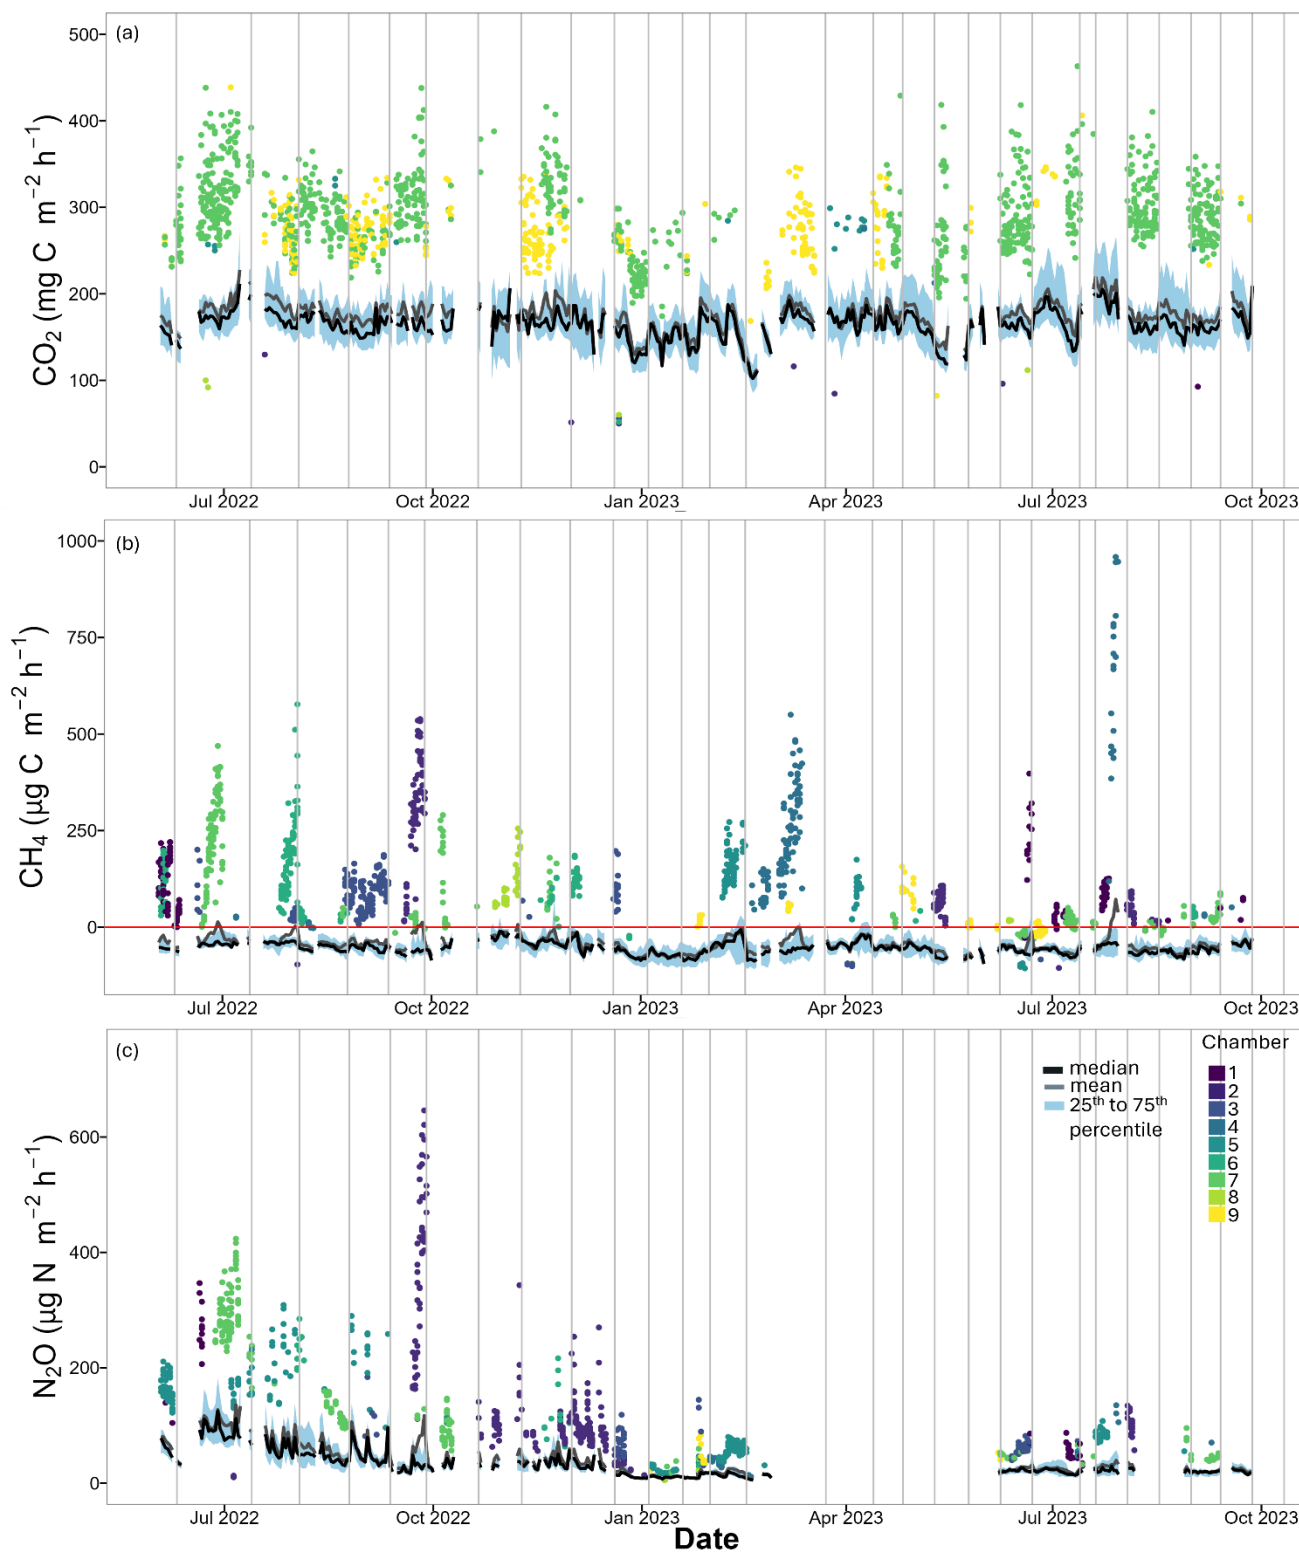 (a)
500
400
300
200
100
0
CO2 (mg C m−2 h−1)
Jul 2022 Oct 2022 Jan 2023 Apr 2023 Jul 2023 Oct 2023
(b)
1000
750
500
250
0
CH4 (µg C m−2 h−1)
Jul 2022 Oct 2022 Jan 2023 Apr 2023 Jul 2023 Oct 2023
(c)
600
400
200
0
N2O (µg N m−2 h−1)
median
mean
25th to 75th
percentile
Chamber
1
2
3
4
5
6
7
8
9
Jul 2022 Oct 2022 Jan 2023 Apr 2023 Jul 2023 Oct 2023
Date